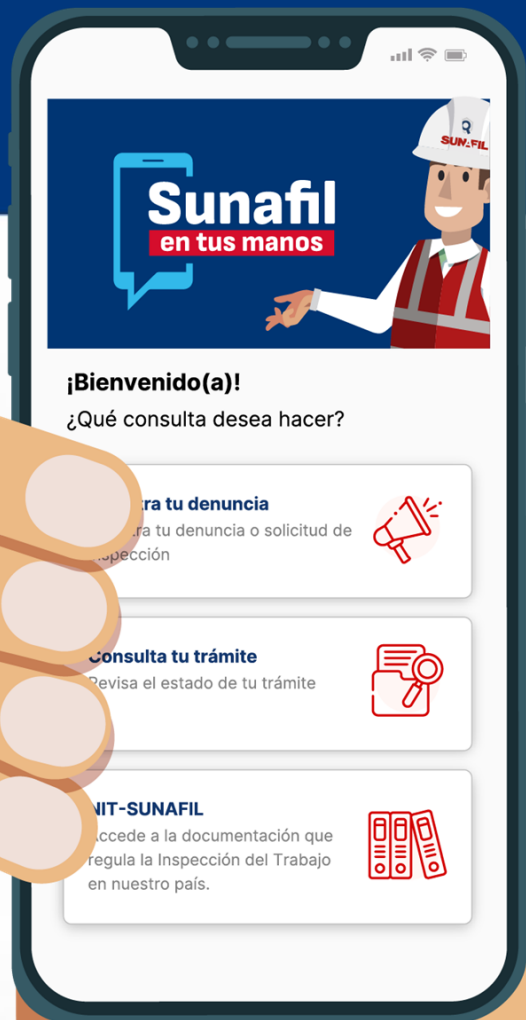 SUNAFIL
Sunafil
en tus manos
¡Bienvenido(a)!
¿Qué consulta desea hacer?
tra tu denuncia
tra tu denuncia o solicitud de
inspección
Consulta tu trámite
Revisa el estado de tu trámite
NIT-SUNAFIL
Accede a la documentación que
regula la Inspección del Trabajo
en nuestro país.